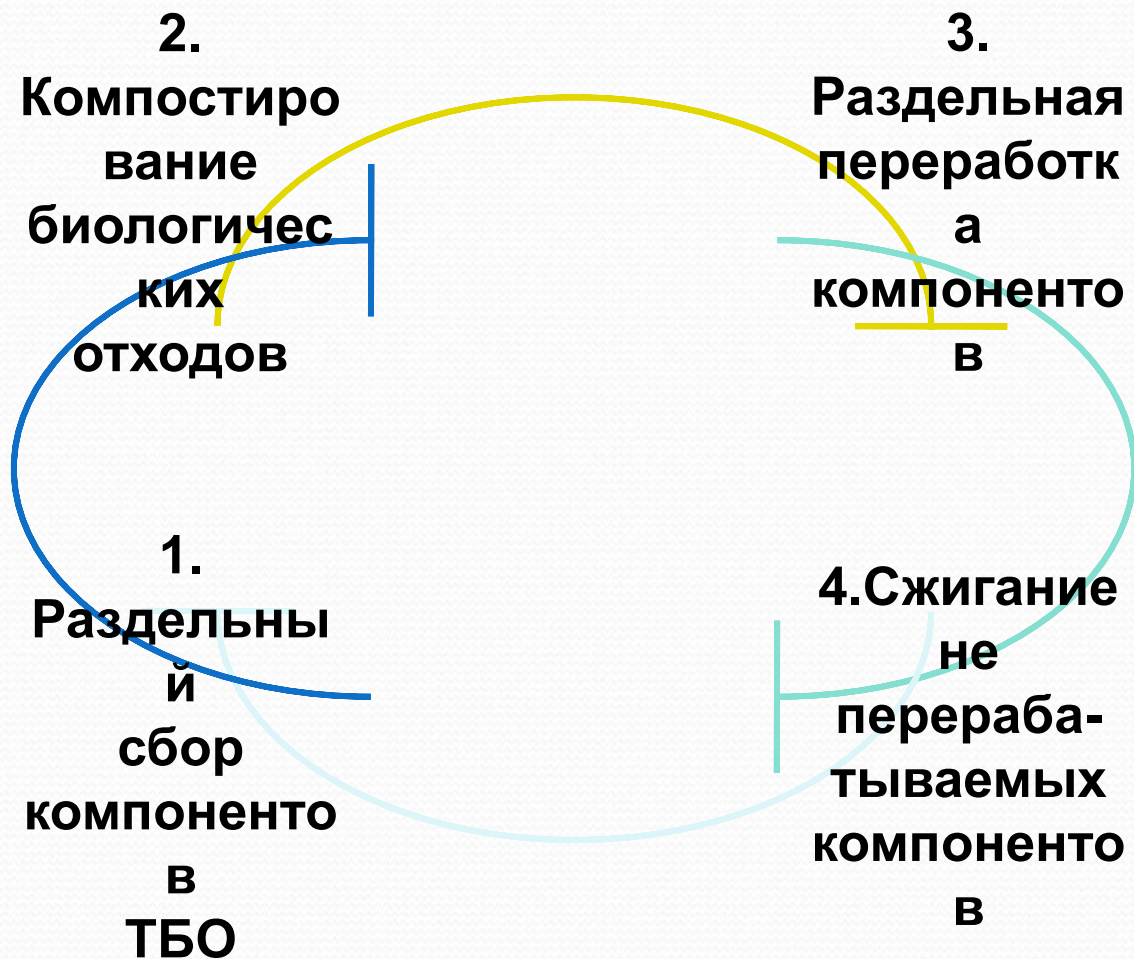 2.
Компостиро
вание
биологичес
ких
отходов
3.
Раздельная
переработк
а
компоненто
в
1.
Раздельны
й
сбор
компоненто
в
ТБО
4.Сжигание
не
перераба-
тываемых
компоненто
в